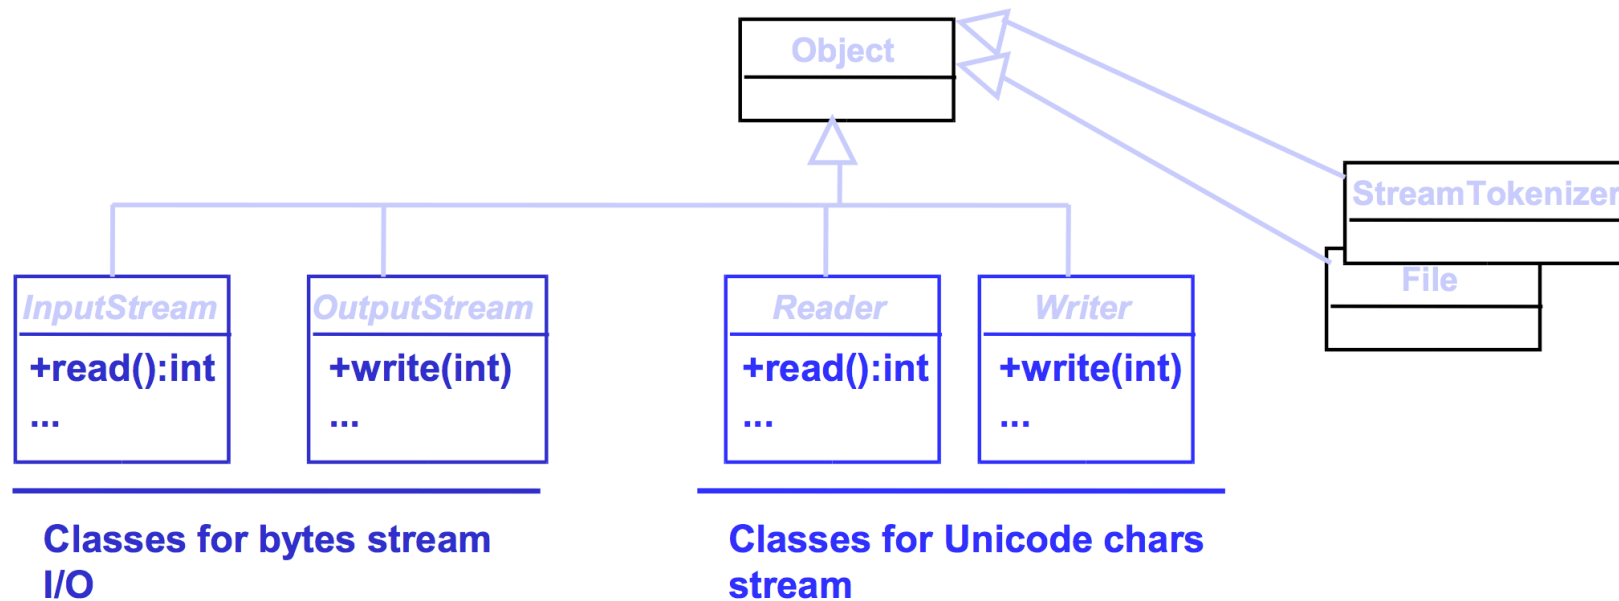 Object
StreamTokenizer
File
InputStream
+read():int
...
OutputStream
+write(int)
...
Reader
+read():int
...
Writer
+write(int)
...
Classes for bytes stream
I/O
Classes for Unicode chars
stream